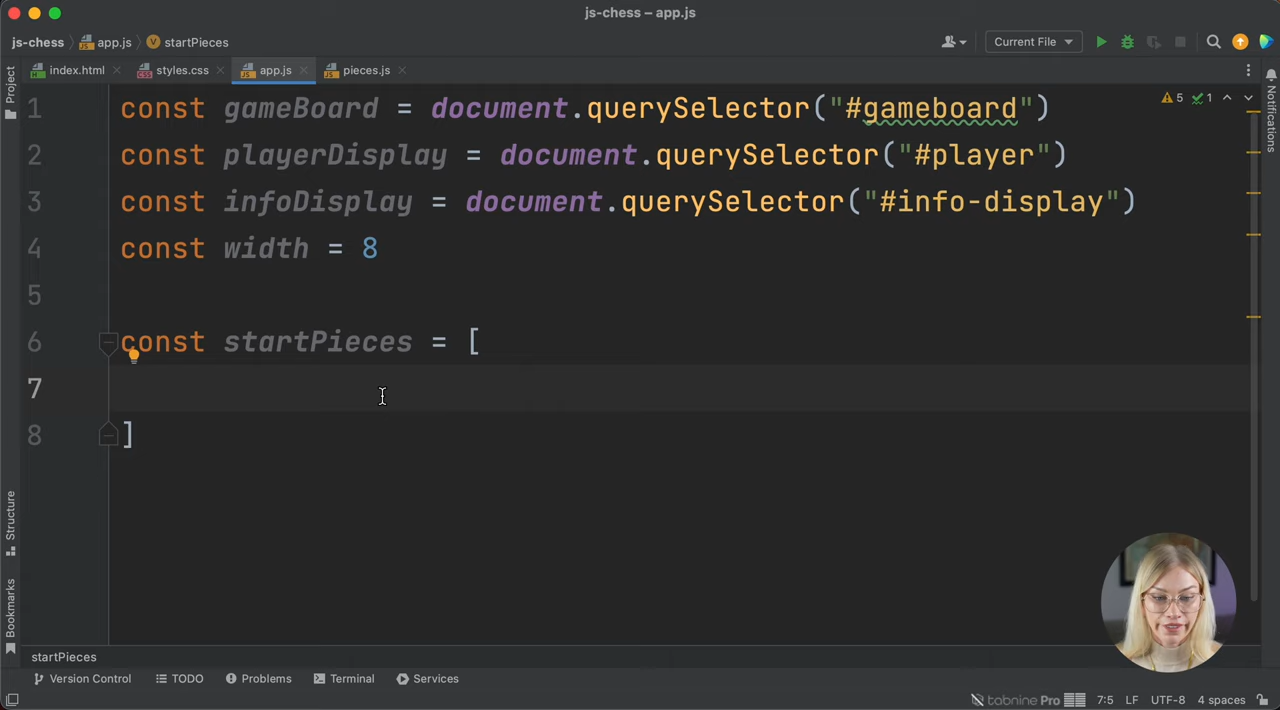 js-chess – app.js
js-chess app.js startPieces Current File
index.html styles.css app.js pieces.js
Project
Notifications
5 1
1 const gameBoard = document.querySelector("#gameboard")
2 const playerDisplay = document.querySelector("#player")
3 const infoDisplay = document.querySelector("#info-display")
4 const width = 8
5
6 const startPieces = [
7
8 ]
Structure
Bookmarks
startPieces
Version Control TODO Problems Terminal Services
tabnine Pro 7:5 LF UTF-8 4 spaces